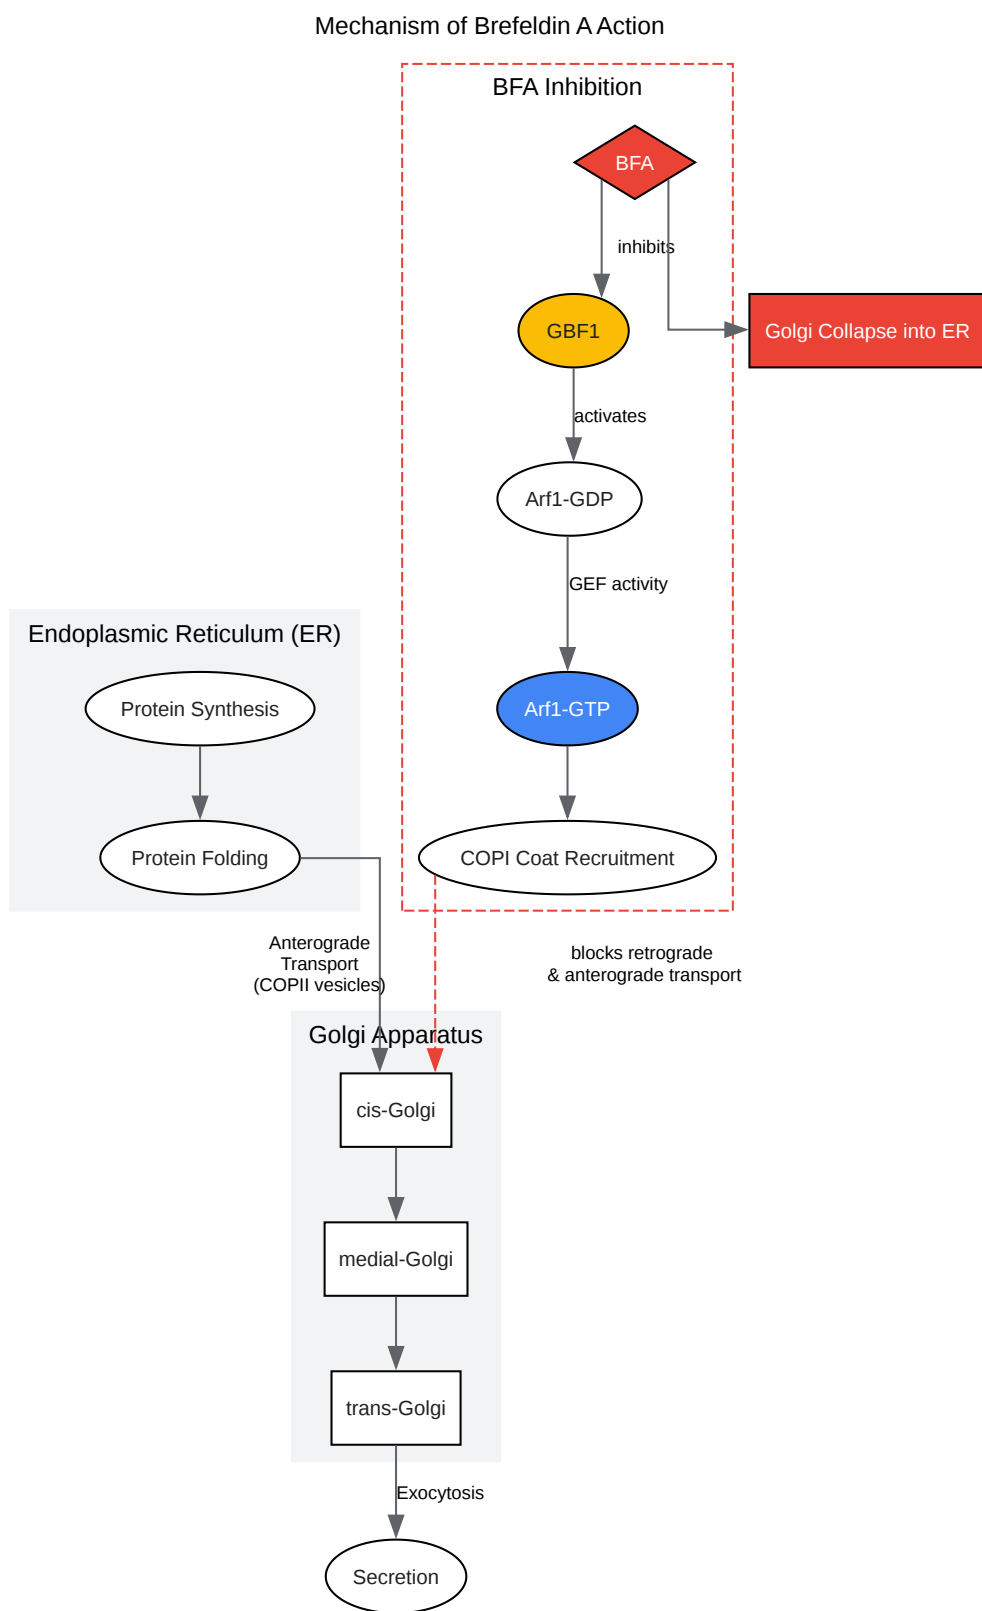 Mechanism of Brefeldin A Action
BFA Inhibition
BFA
inhibits
GBF1
Golgi Collapse into ER
activates
Arf1-GDP
GEF activity
Endoplasmic Reticulum (ER)
Protein Synthesis
Arf1-GTP
Protein Folding
COPI Coat Recruitment
Anterograde
Transport
(COPII vesicles)
blocks retrograde
& anterograde transport
Golgi Apparatus
cis-Golgi
medial-Golgi
trans-Golgi
Exocytosis
Secretion